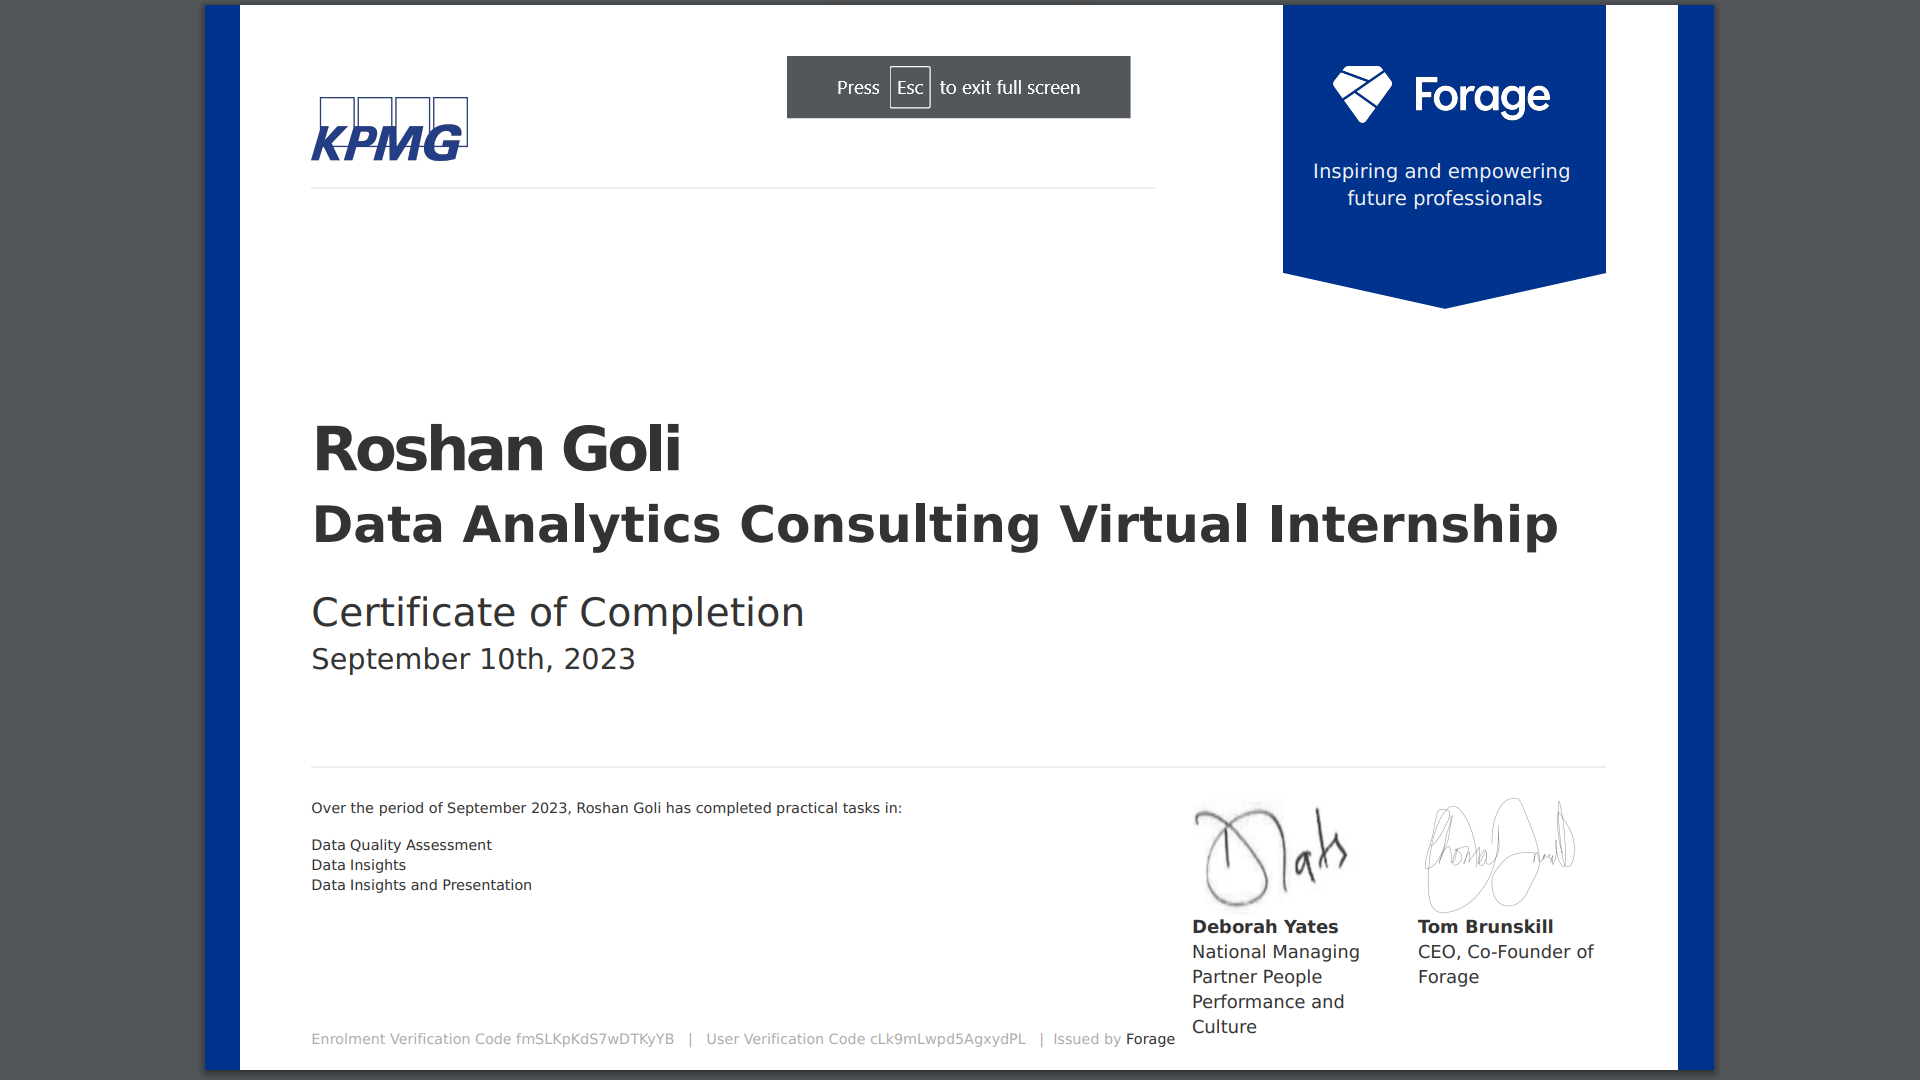 Press Esc to exit full screen
KPMG
Forage
Inspiring and empowering
future professionals
Roshan Goli
Data Analytics Consulting Virtual Internship
Certificate of Completion
September 10th, 2023
Over the period of September 2023, Roshan Goli has completed practical tasks in:
Data Quality Assessment
Data Insights
Data Insights and Presentation
Deborah Yates
National Managing
Partner People
Performance and
Culture
Tom Brunskill
CEO, Co-Founder of
Forage
Enrolment Verification Code fmSLKpKdS7wDTKyYB | User Verification Code cLk9mLwpd5AgxydPL | Issued by Forage